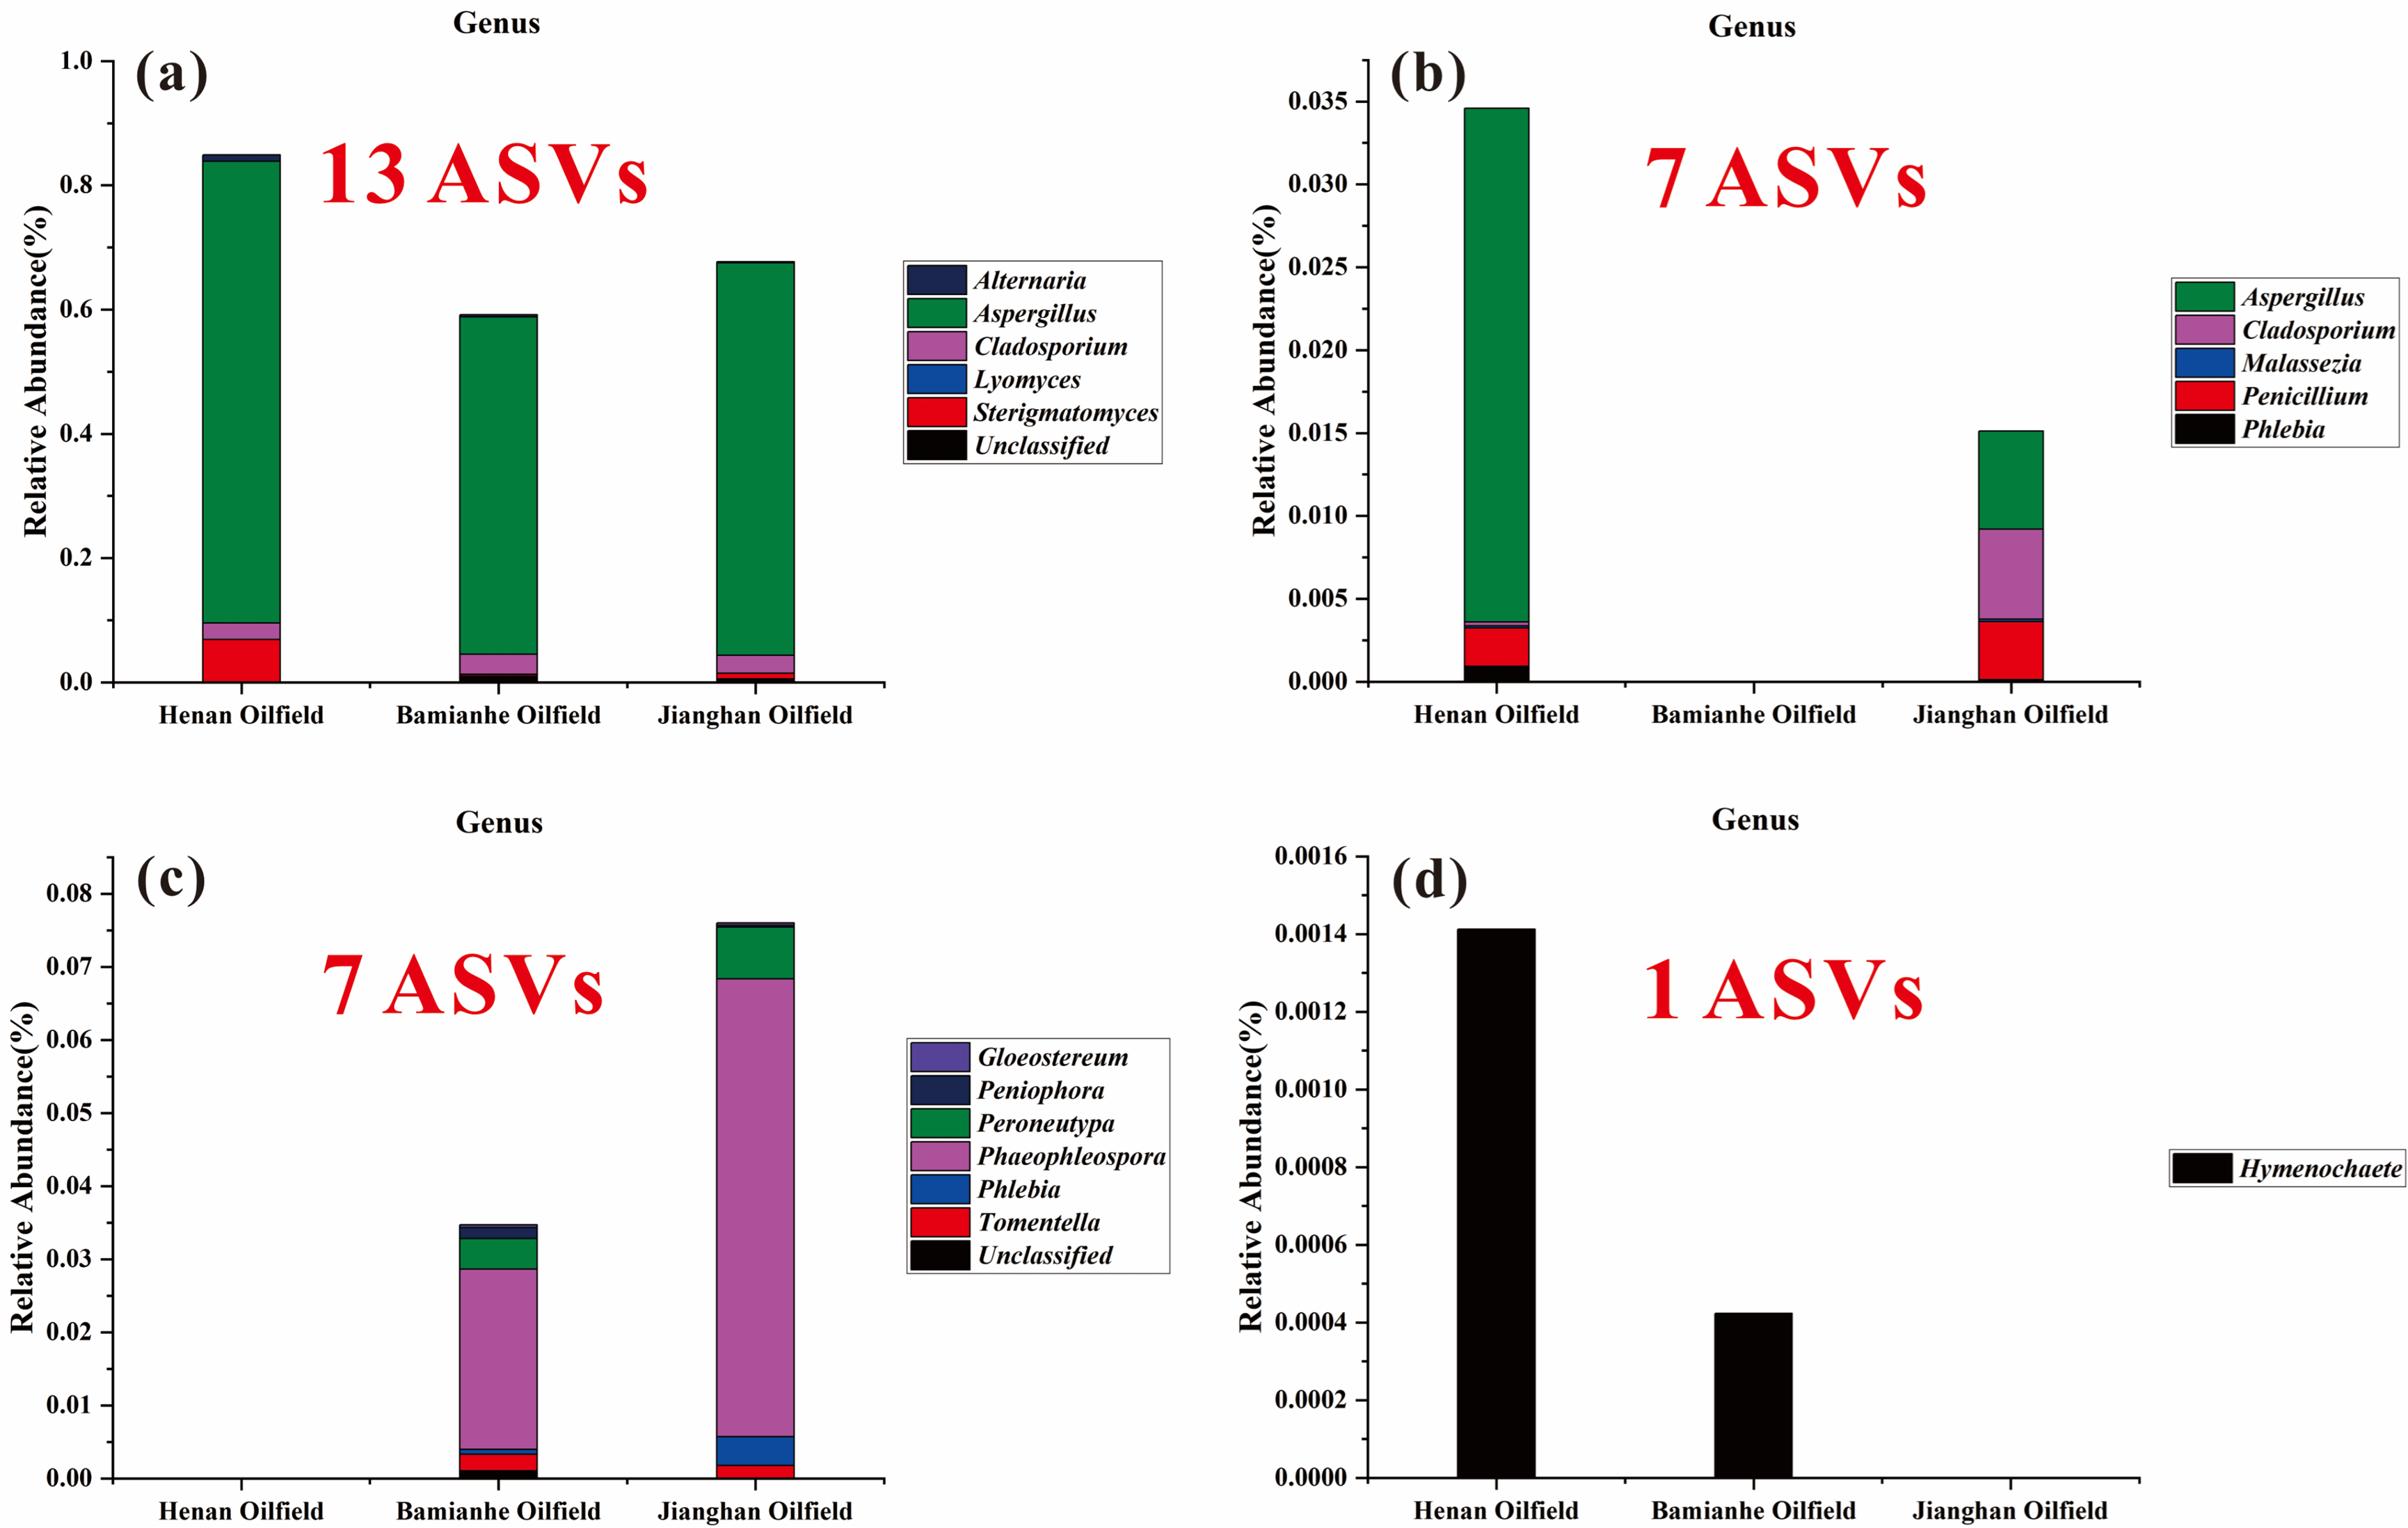 Genus
(a)
13 ASVs
Relative Abundance(%)
1.0
0.8
0.6
0.4
0.2
0.0
Henan Oilfield
Bamianhe Oilfield
Jianghan Oilfield
Alternaria
Aspergillus
Cladosporium
Lyomyces
Sterigmatomyces
Unclassified
Genus
(b)
7 ASVs
Relative Abundance(%)
0.035
0.030
0.025
0.020
0.015
0.010
0.005
0.000
Henan Oilfield
Bamianhe Oilfield
Jianghan Oilfield
Aspergillus
Cladosporium
Malassezia
Penicillium
Phlebia
Genus
(c)
7 ASVs
Relative Abundance(%)
0.08
0.07
0.06
0.05
0.04
0.03
0.02
0.01
0.00
Henan Oilfield
Bamianhe Oilfield
Jianghan Oilfield
Gloeostereum
Peniophora
Peroneutypa
Phaeophleospora
Phlebia
Tomentella
Unclassified
Genus
(d)
1 ASVs
Relative Abundance(%)
0.0016
0.0014
0.0012
0.0010
0.0008
0.0006
0.0004
0.0002
0.0000
Henan Oilfield
Bamianhe Oilfield
Jianghan Oilfield
Hymenochaete